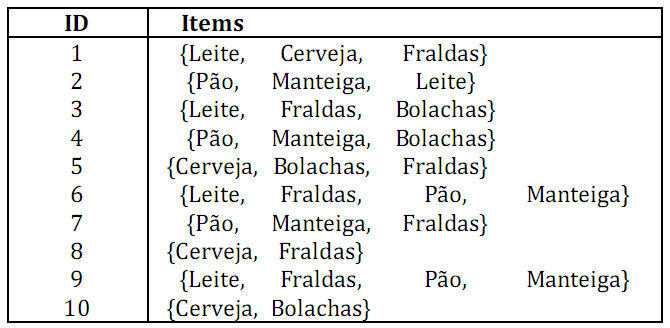 ID Items
1 {Leite, Cerveja, Fraldas}
2 {Pão, Manteiga, Leite}
3 {Leite, Fraldas, Bolachas}
4 {Pão, Manteiga, Bolachas}
5 {Cerveja, Bolachas, Fraldas}
6 {Leite, Fraldas, Pão, Manteiga}
7 {Pão, Manteiga, Fraldas}
8 {Cerveja, Fraldas}
9 {Leite, Fraldas, Pão, Manteiga}
10 {Cerveja, Bolachas}